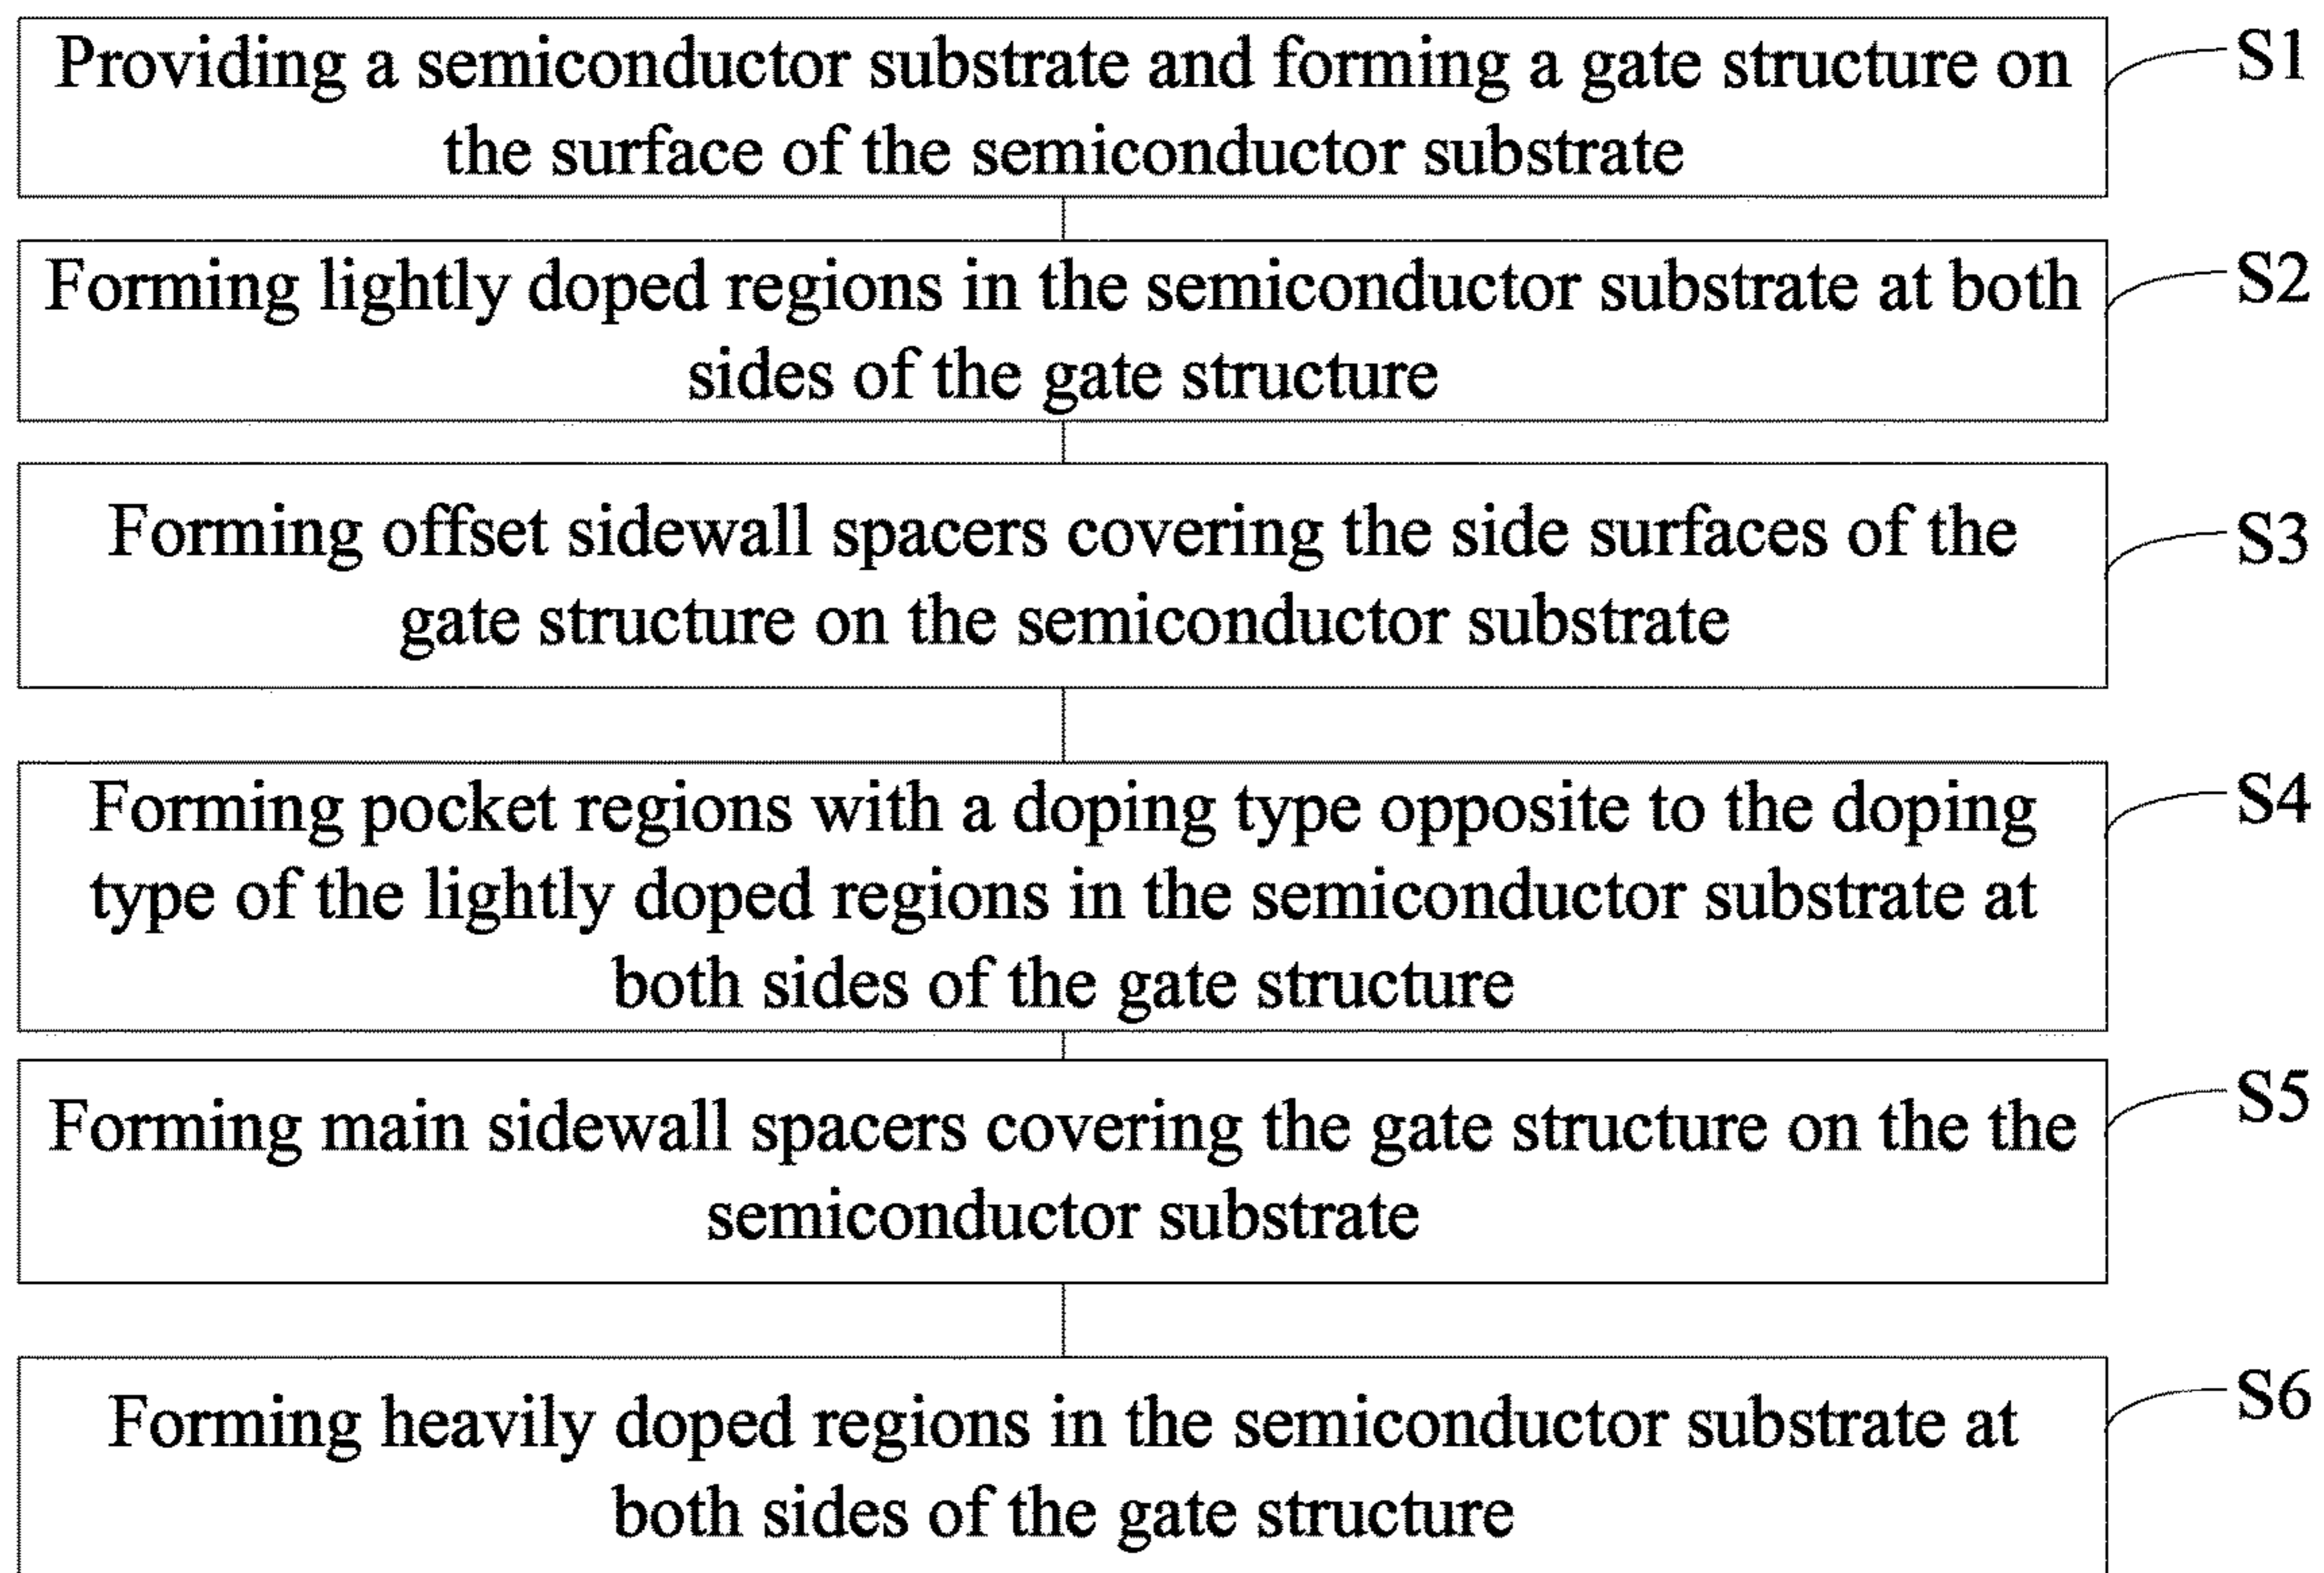 Providing a semiconductor substrate and forming a gate structure on
the surface of the semiconductor substrate
S1
Forming lightly doped regions in the semiconductor substrate at both
sides of the gate structure
S2
Forming offset sidewall spacers covering the side surfaces of the
gate structure on the semiconductor substrate
S3
Forming pocket regions with a doping type opposite to the doping
type of the lightly doped regions in the semiconductor substrate at
both sides of the gate structure
S4
Forming main sidewall spacers covering the gate structure on the the
semiconductor substrate
S5
Forming heavily doped regions in the semiconductor substrate at
both sides of the gate structure
S6